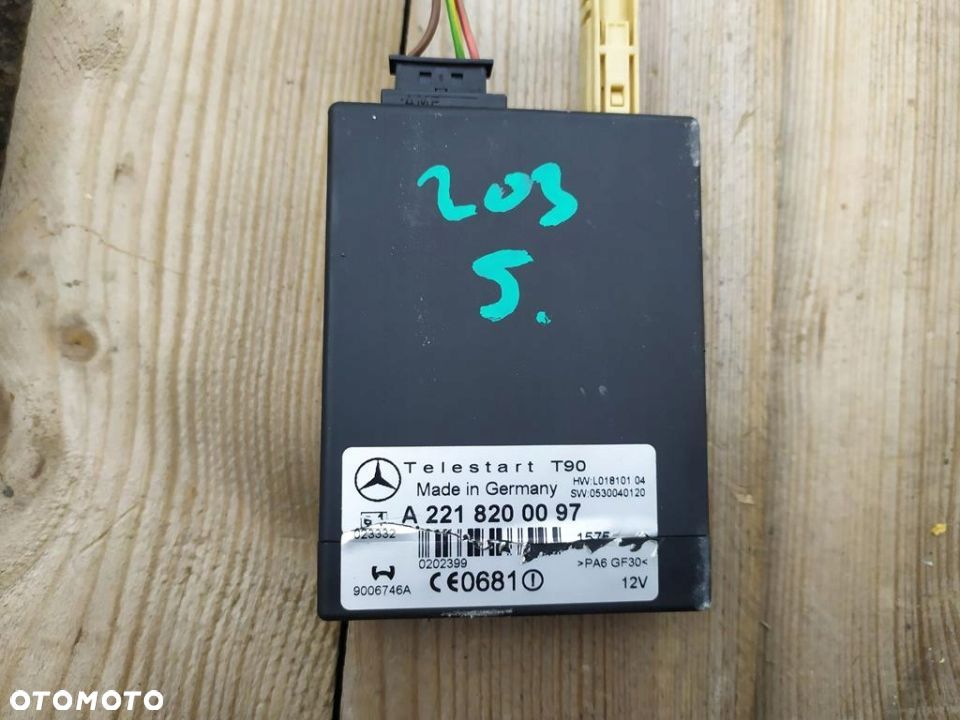 AMP
203
5.
Telestart T90
HW:L018101 04
Made in Germany
SW:0530040120
A 221 820 00 97
023332
0202399
>PA6 GF30<
9006746A
CE0681
12V
OTOMOTO